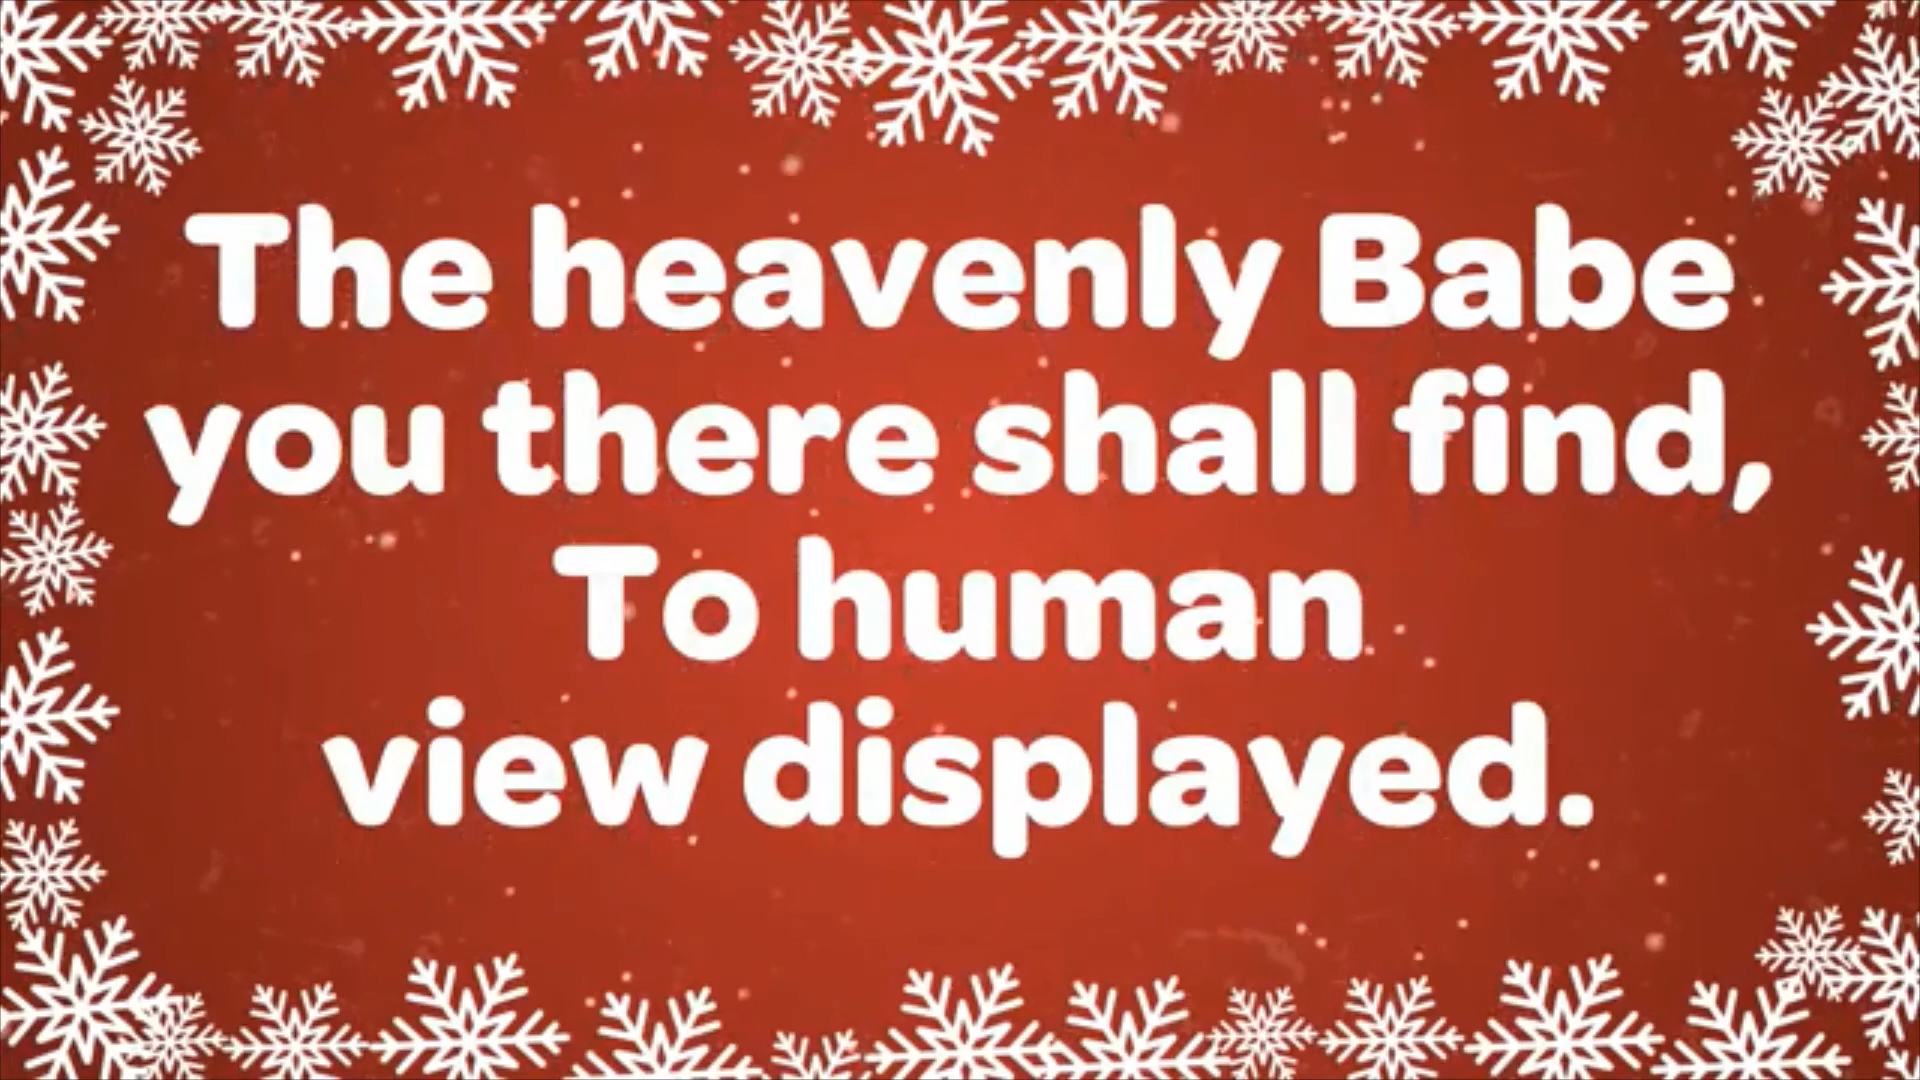 The heavenly Babe
you there shall find,
To human
view displayed.